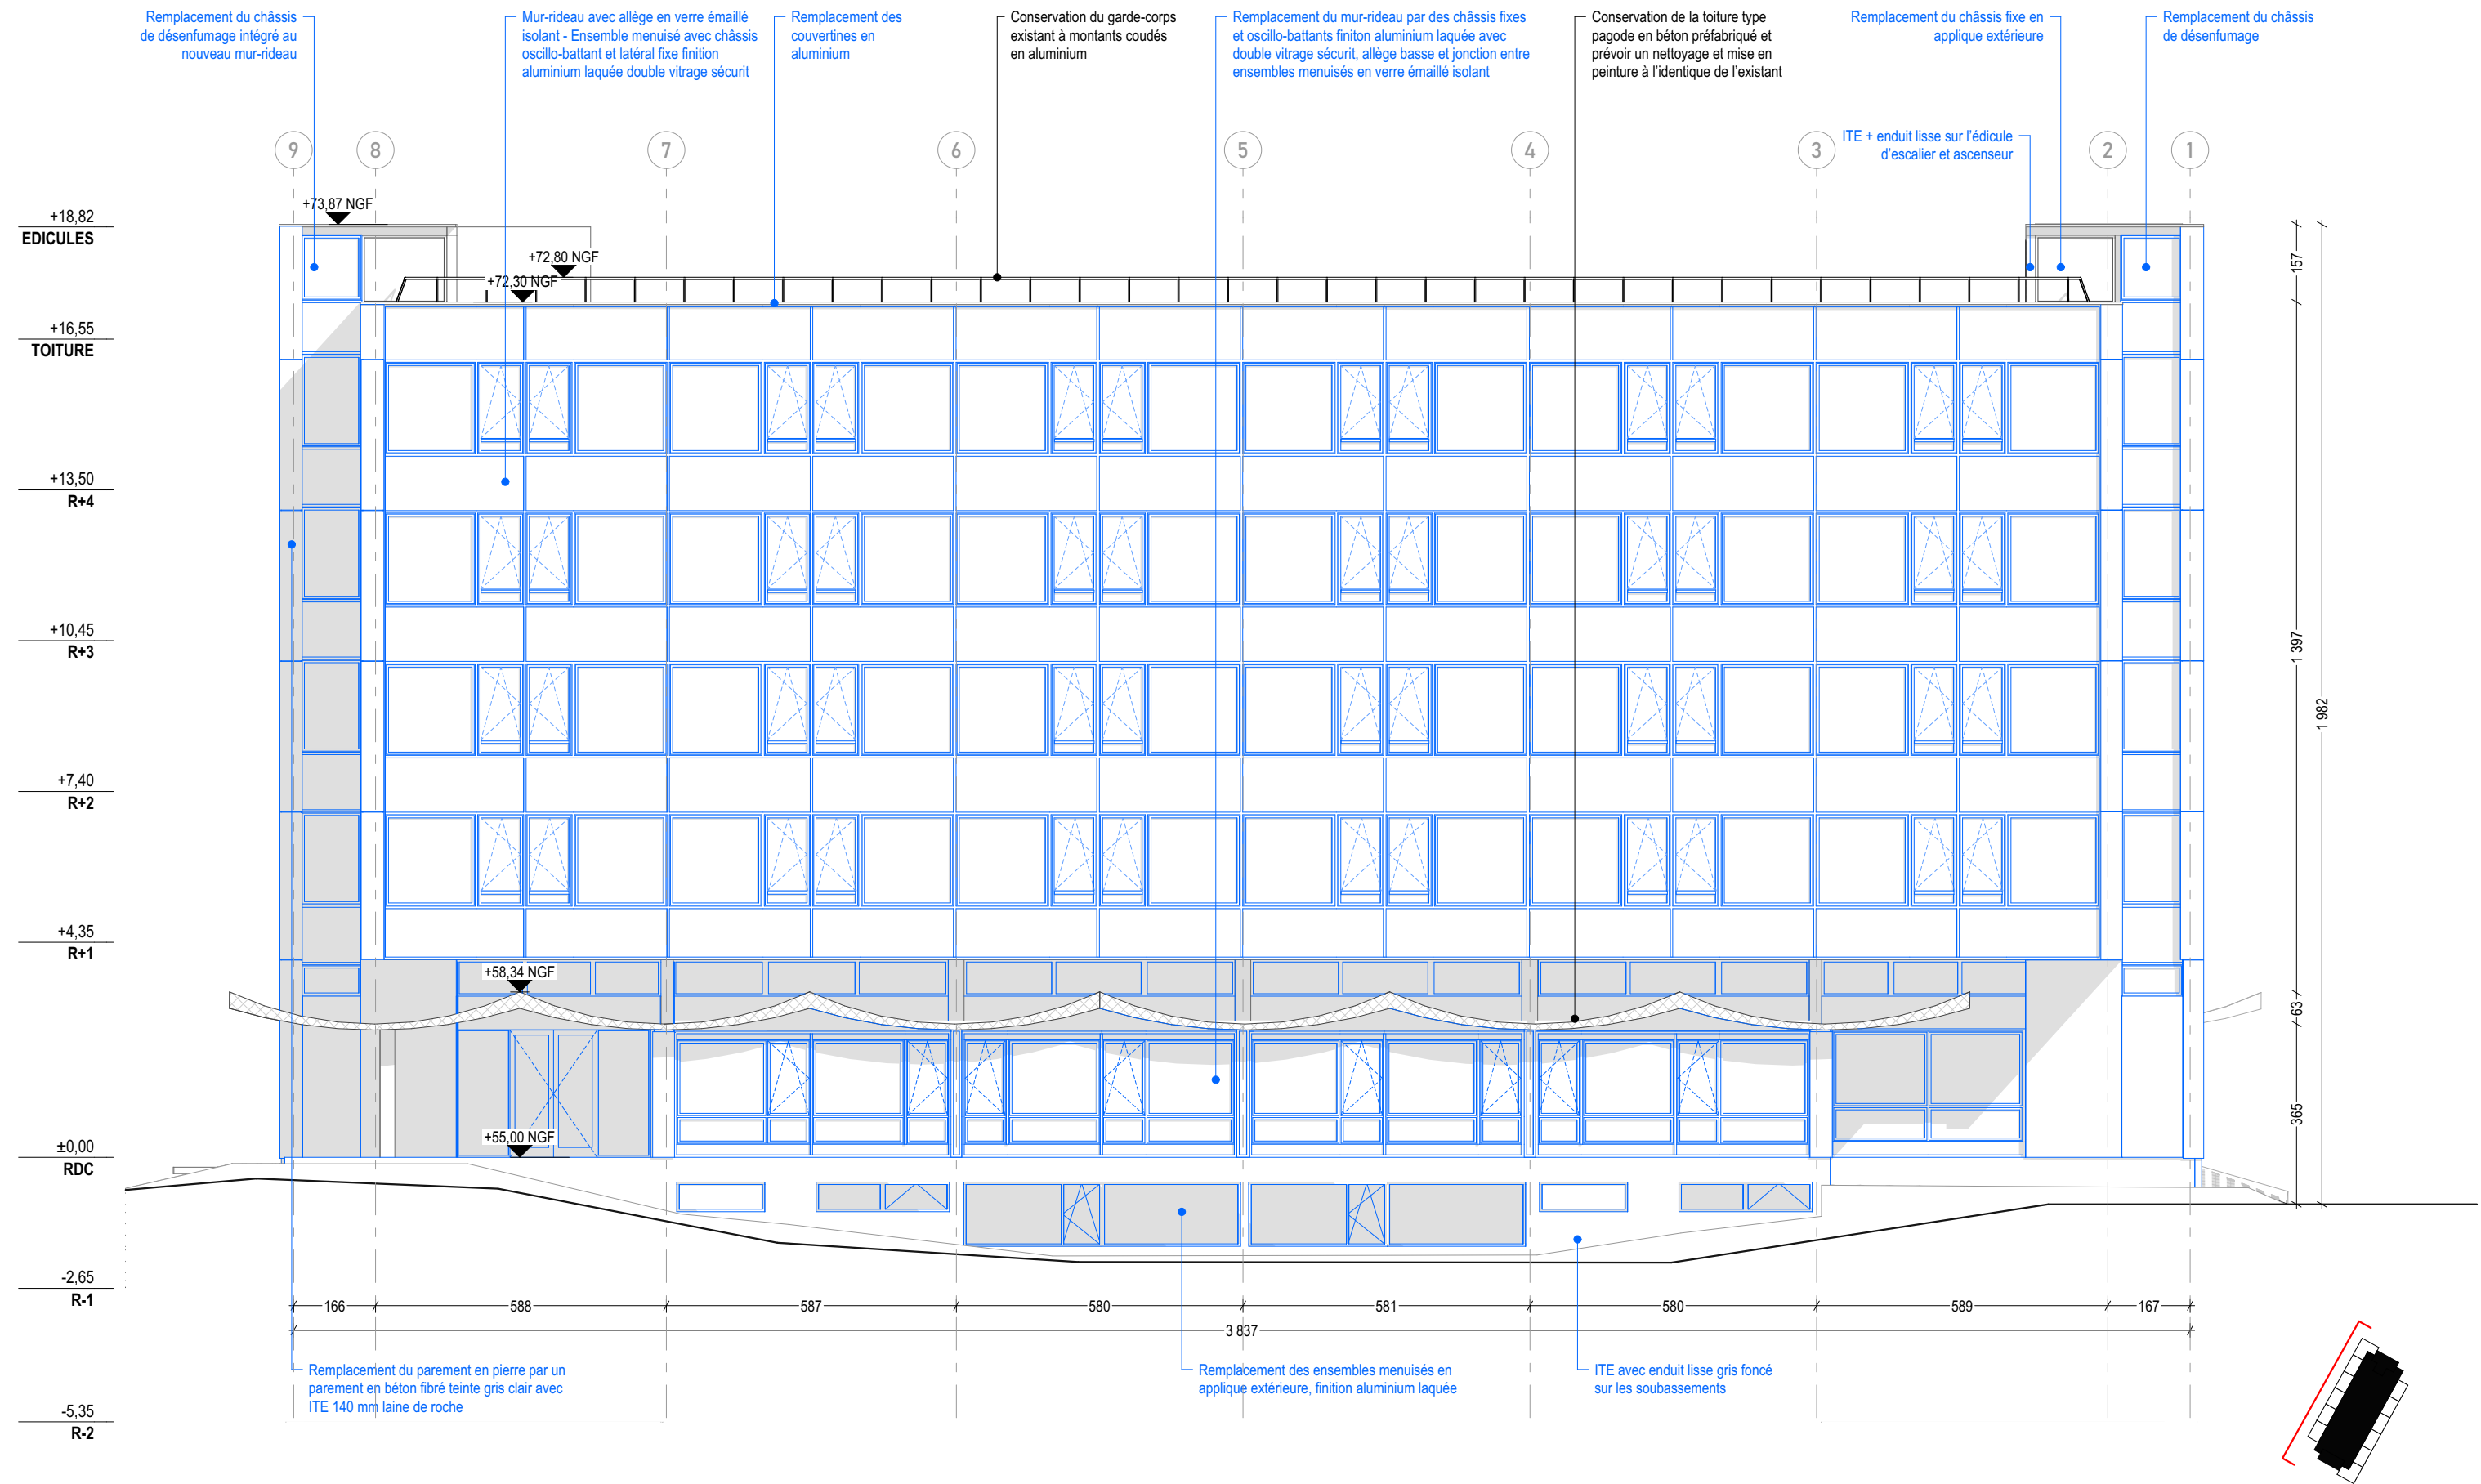 Remplacement du châssis
de désenfumage intégré au
nouveau mur-rideau
Mur-rideau avec allège en verre émaillé
isolant - Ensemble menuisé avec châssis
oscillo-battant et latéral fixe finition
aluminium laquée double vitrage sécurit
Remplacement des
couvertines en
aluminium
Conservation du garde-corps
existant à montants coudés
en aluminium
Remplacement du mur-rideau par des châssis fixes
et oscillo-battants finiton aluminium laquée avec
double vitrage sécurit, allège basse et jonction entre
ensembles menuisés en verre émaillé isolant
Conservation de la toiture type
pagode en béton préfabriqué et
prévoir un nettoyage et mise en
peinture à l'identique de l'existant
Remplacement du châssis fixe en
applique extérieure
Remplacement du châssis
de désenfumage
ITE + enduit lisse sur l'édicule
d'escalier et ascenseur
9
8
7
6
5
4
3
2
1
+73,87 NGF
+72,80 NGF
+72,30 NGF
+18,82
EDICULES
+16,55
TOITURE
+13,50
R+4
+10,45
R+3
+7,40
R+2
+4,35
R+1
+58,34 NGF
+55,00 NGF
±0,00
RDC
-2,65
R-1
-5,35
R-2
157
1 397
63
365
1 982
166
588
587
580
581
580
589
167
3 837
Remplacement du parement en pierre par un
parement en béton fibré teinte gris clair avec
ITE 140 mm laine de roche
Remplacement des ensembles menuisés en
applique extérieure, finition aluminium laquée
ITE avec enduit lisse gris foncé
sur les soubassements